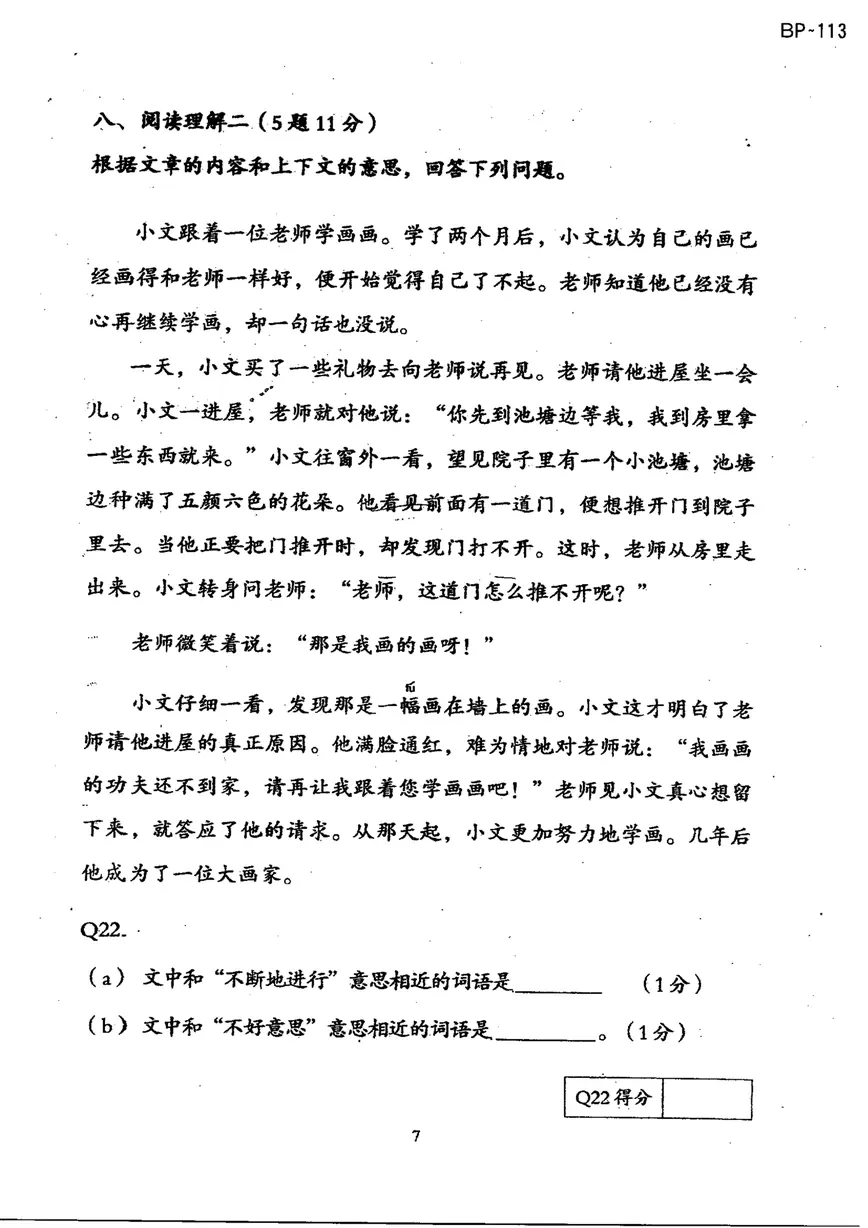 BP-113
八、阅读理解二（5题11分）
根据文章的内容和上下文的意思，回答下列问题。
小文跟着一位老师学画画。学了两个月后，小文认为自己的画已
经画得和老师一样好，便开始觉得自己了不起。老师知道他已经没有
心再继续学画，却一句话也没说。
一天，小文买了一些礼物去向老师说再见。老师请他进屋坐一会
儿。小文一进屋，老师就对他说：“你先到池塘边等我，我到房里拿
一些东西就来。”小文往窗外一看，望见院子里有一个小池塘，池塘
边种满了五颜六色的花朵。他看见前面有一道门，便想推开门到院子
里去。当他正要把门推开时，却发现门打不开。这时，老师从房里走
出来。小文转身问老师：“老师，这道门怎么推不开呢？”
老师微笑着说：“那是我画的画呀！”
fú
小文仔细一看，发现那是一幅画在墙上的画。小文这才明白了老
师请他进屋的真正原因。他满脸通红，难为情地对老师说：“我画画
的功夫还不到家，请再让我跟着您学画画吧！”老师见小文真心想留
下来，就答应了他的请求。从那天起，小文更加努力地学画。几年后
他成为了一位大画家。
Q22.
（a）文中和“不断地进行”意思相近的词语是________ （1分）
（b）文中和“不好意思”意思相近的词语是_________。（1分）
Q22得分
7